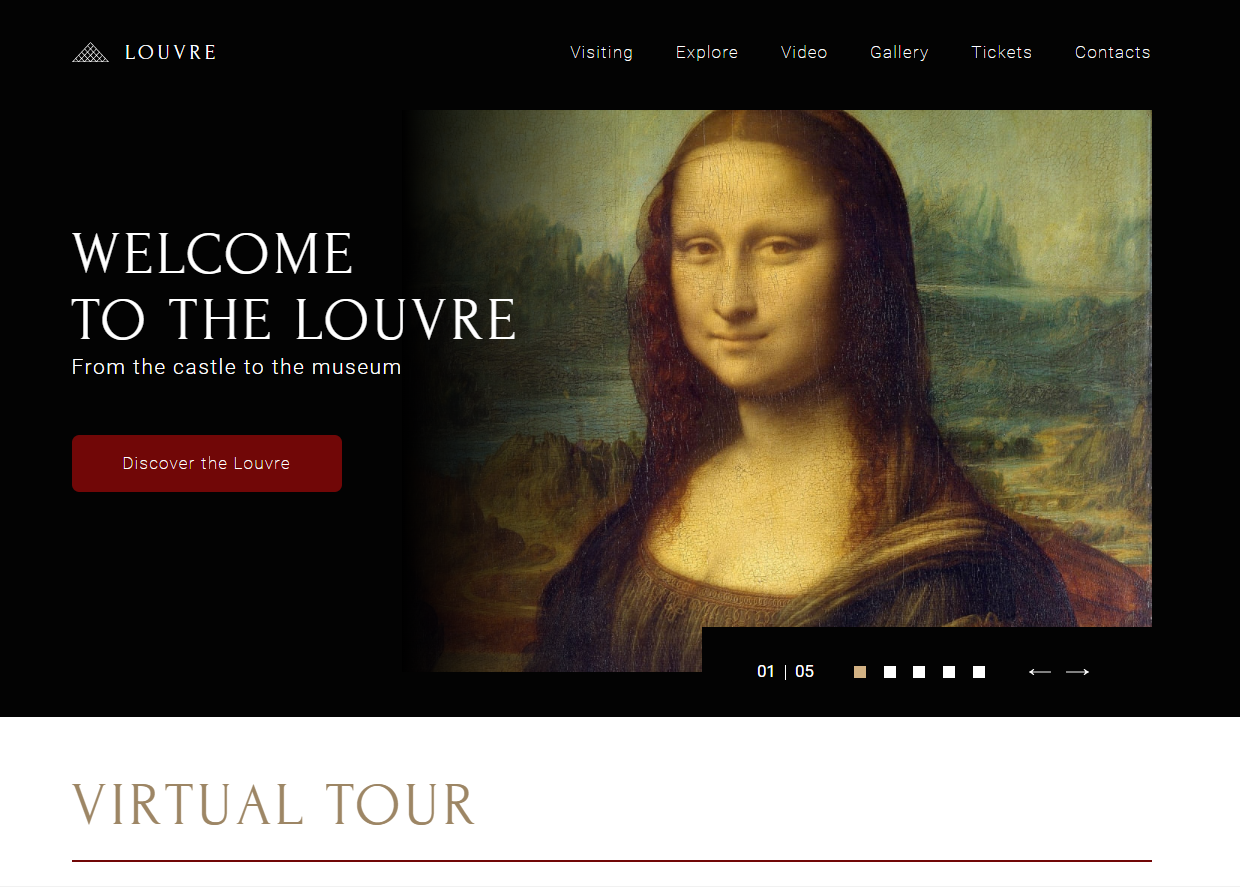 LOUVRE
Visiting Explore Video Gallery Tickets Contacts
WELCOME
TO THE LOUVRE
From the castle to the museum
Discover the Louvre
01 | 05
VIRTUAL TOUR